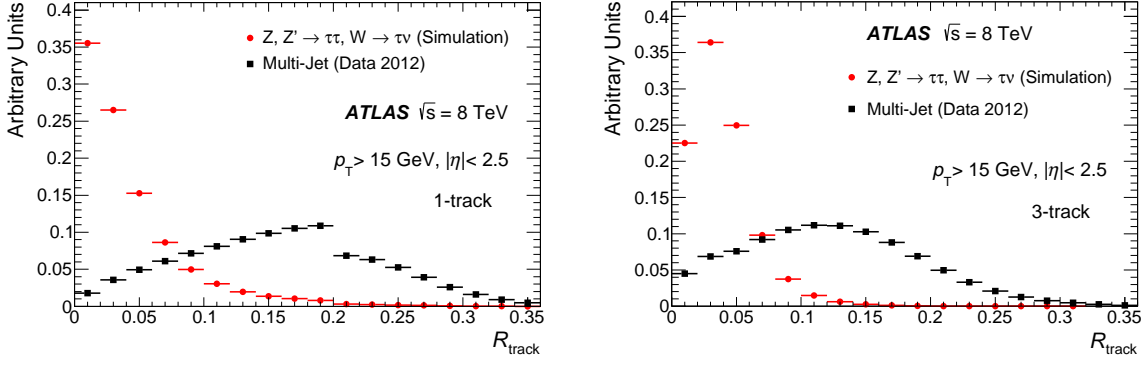 Arbitrary Units
0.4
0.35
0.3
0.25
0.2
0.15
0.1
0.05
0
Z, Z' → ττ, W → τν (Simulation)
Multi-Jet (Data 2012)
ATLAS √s = 8 TeV
p_T > 15 GeV, |η| < 2.5
1-track
0 0.05 0.1 0.15 0.2 0.25 0.3 0.35
R_track
Arbitrary Units
0.4
0.35
0.3
0.25
0.2
0.15
0.1
0.05
0
ATLAS √s = 8 TeV
Z, Z' → ττ, W → τν (Simulation)
Multi-Jet (Data 2012)
p_T > 15 GeV, |η| < 2.5
3-track
0 0.05 0.1 0.15 0.2 0.25 0.3 0.35
R_track